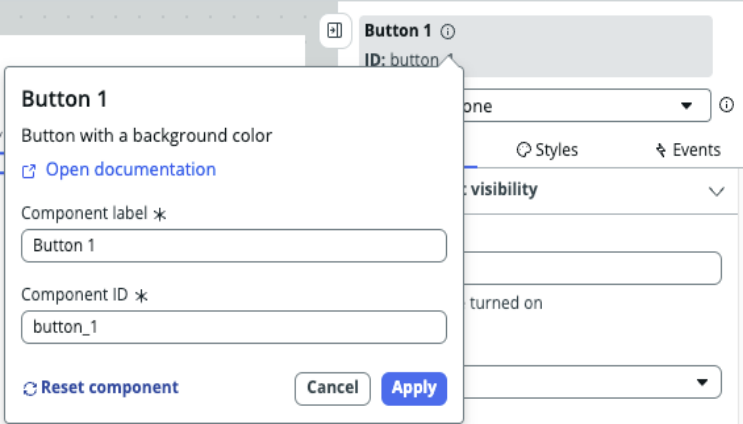 Button 1
ID: button_1
Button 1
Button with a background color
Open documentation
Component label *
Button 1
Component ID *
button_1
Reset component
Cancel
Apply
Styles
Events
visibility
turned on